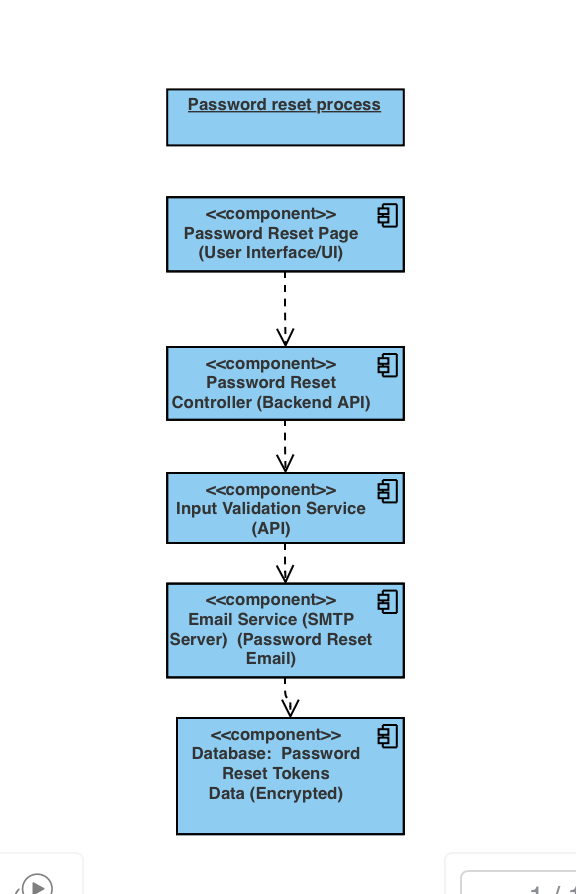 Password reset process
<<component>>
Password Reset Page
(User Interface/UI)
<<component>>
Password Reset
Controller (Backend API)
<<component>>
Input Validation Service
(API)
<<component>>
Email Service (SMTP
Server)  (Password Reset
Email)
<<component>>
Database:  Password
Reset Tokens
Data (Encrypted)
1 /